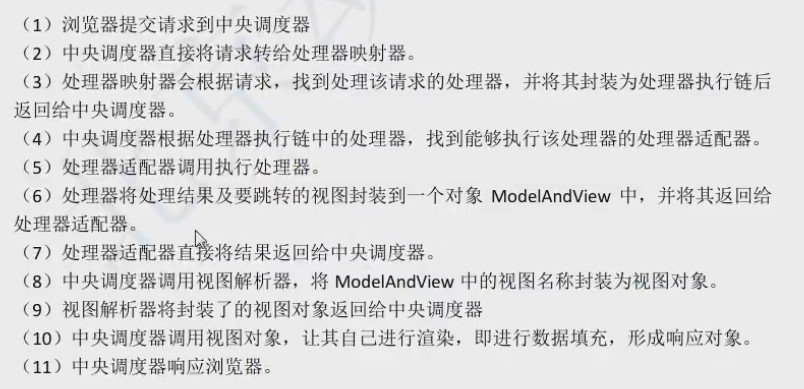 （1）浏览器提交请求到中央调度器
（2）中央调度器直接将请求转给处理器映射器。
（3）处理器映射器会根据请求，找到处理该请求的处理器，并将其封装为处理器执行链后
返回给中央调度器。
（4）中央调度器根据处理器执行链中的处理器，找到能够执行该处理器的处理器适配器。
（5）处理器适配器调用执行处理器。
（6）处理器将处理结果及要跳转的视图封装到一个对象 ModelAndView 中，并将其返回给
处理器适配器。
（7）处理器适配器直接将结果返回给中央调度器。
（8）中央调度器调用视图解析器，将 ModelAndView 中的视图名称封装为视图对象。
（9）视图解析器将封装了的视图对象返回给中央调度器
（10）中央调度器调用视图对象，让其自己进行渲染，即进行数据填充，形成响应对象。
（11）中央调度器响应浏览器。